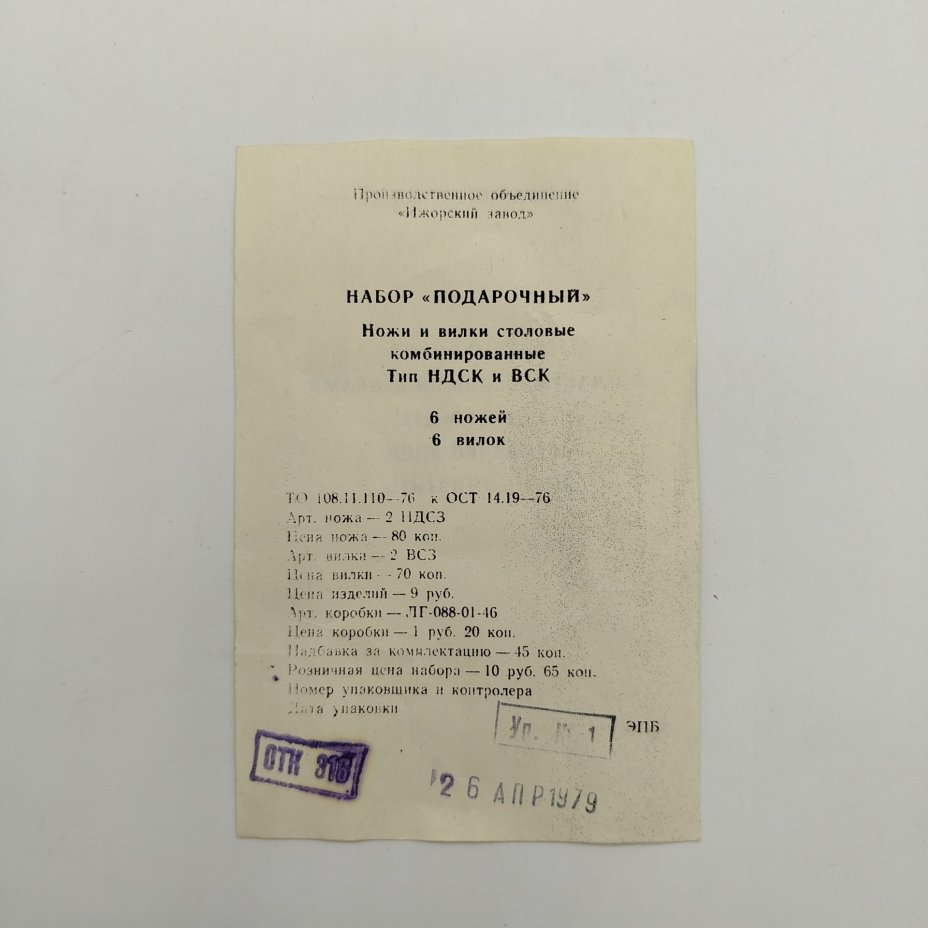 Производственное объединение
«Ижорский завод»
НАБОР «ПОДАРОЧНЫЙ»
Ножи и вилки столовые
комбинированные
Тип НДСК и ВСК
6 ножей
6 вилок
ТО 108.11.110—76 к ОСТ 14.19—76
Арт. ножа — 2 НДСЗ
Цена ножа — 80 коп.
Арт. вилки — 2 ВСЗ
Цена вилки — 70 коп.
Цена изделий — 9 руб.
Арт. коробки — ЛГ-088-01-46
Цена коробки — 1 руб. 20 коп.
Надбавка за комплектацию — 45 коп.
Розничная цена набора — 10 руб. 65 коп.
Номер упаковщика и контролера
Дата упаковки
Уп. № 1
ЭПБ
ОТК 316
26 АПР 1979